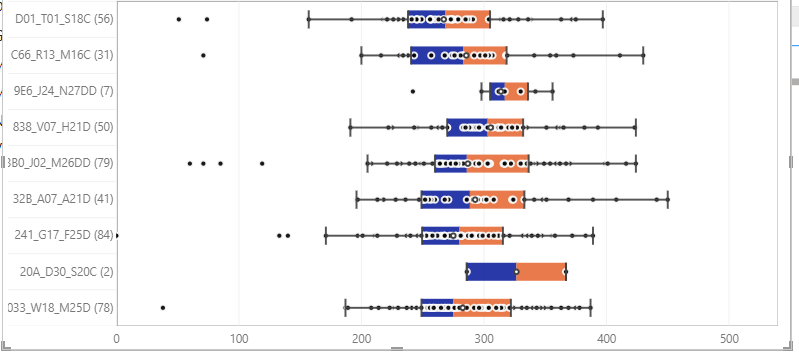 D01_T01_S18C (56)
C66_R13_M16C (31)
9E6_J24_N27DD (7)
838_V07_H21D (50)
3B0_J02_M26DD (79)
32B_A07_A21D (41)
241_G17_F25D (84)
20A_D30_S20C (2)
033_W18_M25D (78)
0 100 200 300 400 500